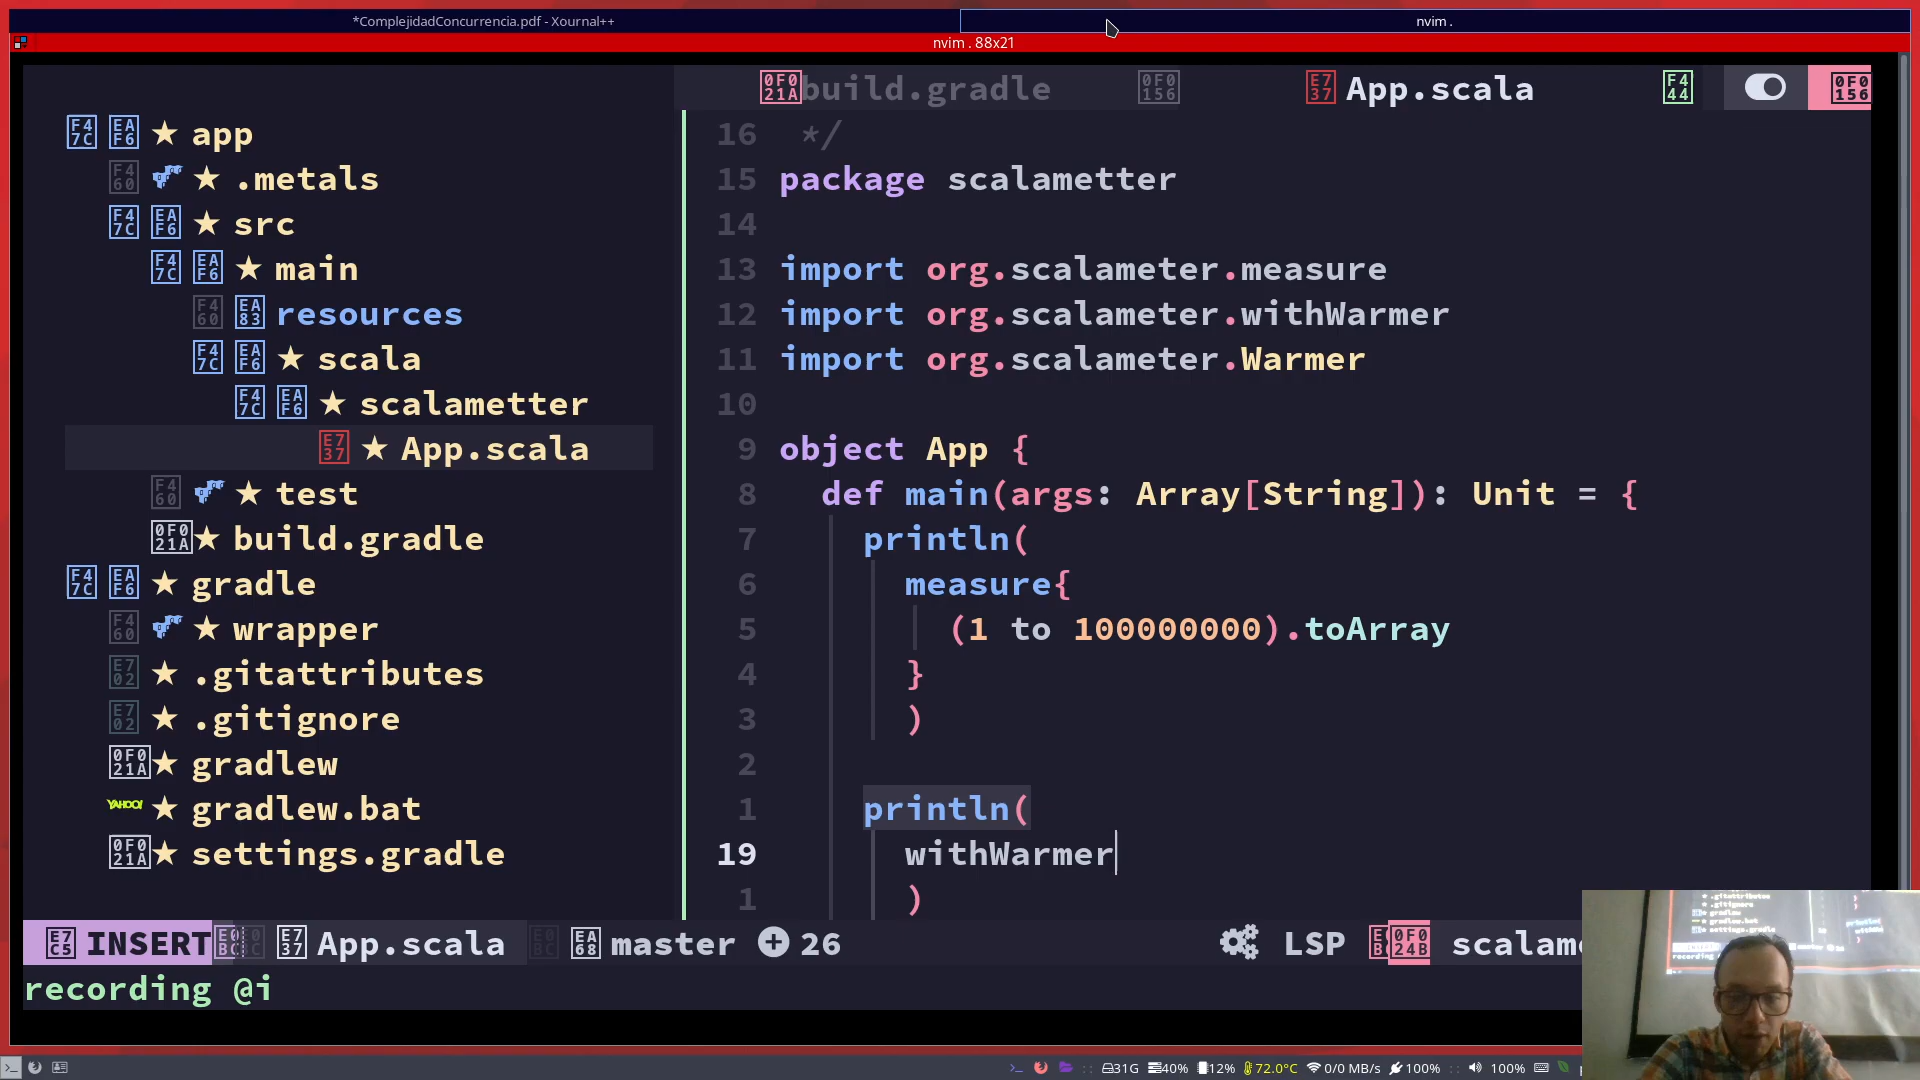 *ComplejidadConcurrencia.pdf - Xournal++
nvim .
nvim . 88x21
build.gradle
App.scala
app
.metals
src
main
resources
scala
scalametter
App.scala
test
build.gradle
gradle
wrapper
.gitattributes
.gitignore
gradlew
YAHOO! gradlew.bat
settings.gradle
16 */
15 package scalametter
14
13 import org.scalameter.measure
12 import org.scalameter.withWarmer
11 import org.scalameter.Warmer
10
9 object App {
8 def main(args: Array[String]): Unit = {
7 println(
6 measure{
5 (1 to 100000000).toArray
4 }
3 )
2
1 println(
19 withWarmer
1 )
INSERT App.scala master 26 LSP scalam
recording @i
31G 40% 12% 72.0°C 0/0 MB/s 100% 100%